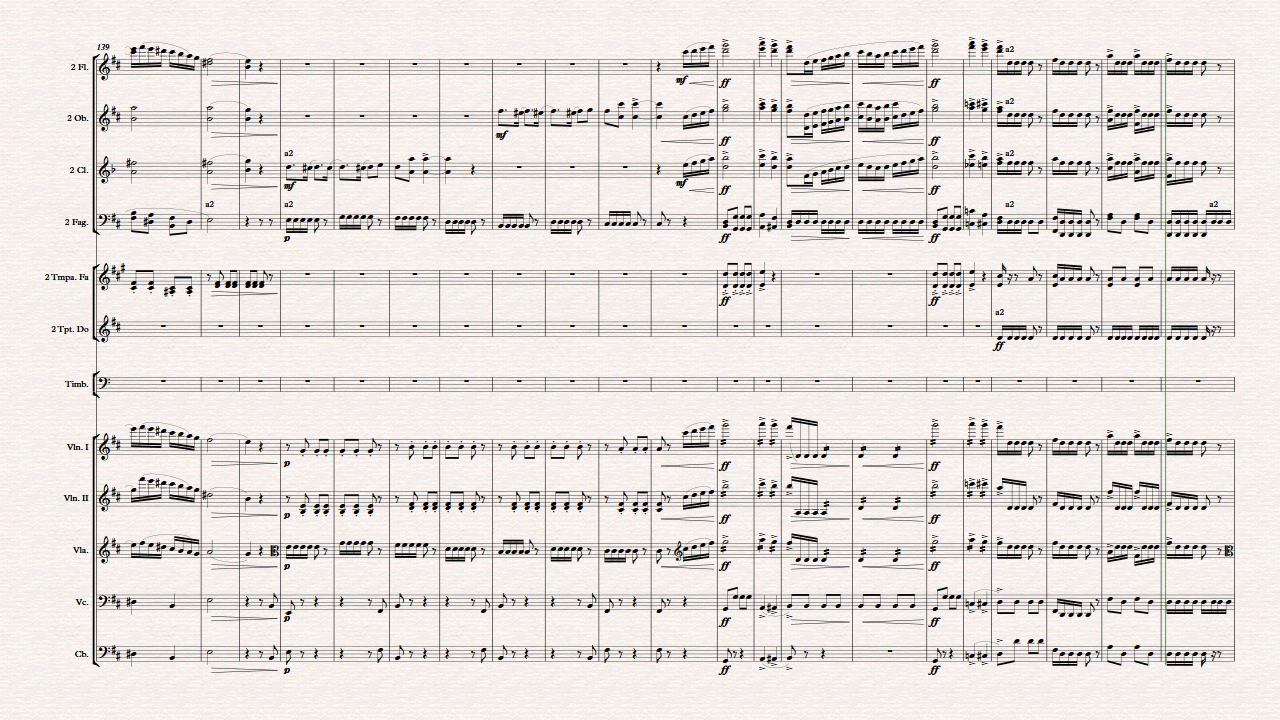 139
2 Fl.
a2
mf
ff
ff
2 Ob.
a2
mf
ff
ff
2 Cl.
a2
a2
mf
mf
ff
ff
2 Fag.
a2
a2
a2
a2
p
ff
ff
2 Tmpa. Fa
ff
ff
2 Tpt. Do
a2
ff
Timb.
Vln. I
p
ff
ff
Vln. II
p
ff
ff
Vla.
p
ff
ff
Vc.
p
ff
ff
Cb.
p
ff
ff